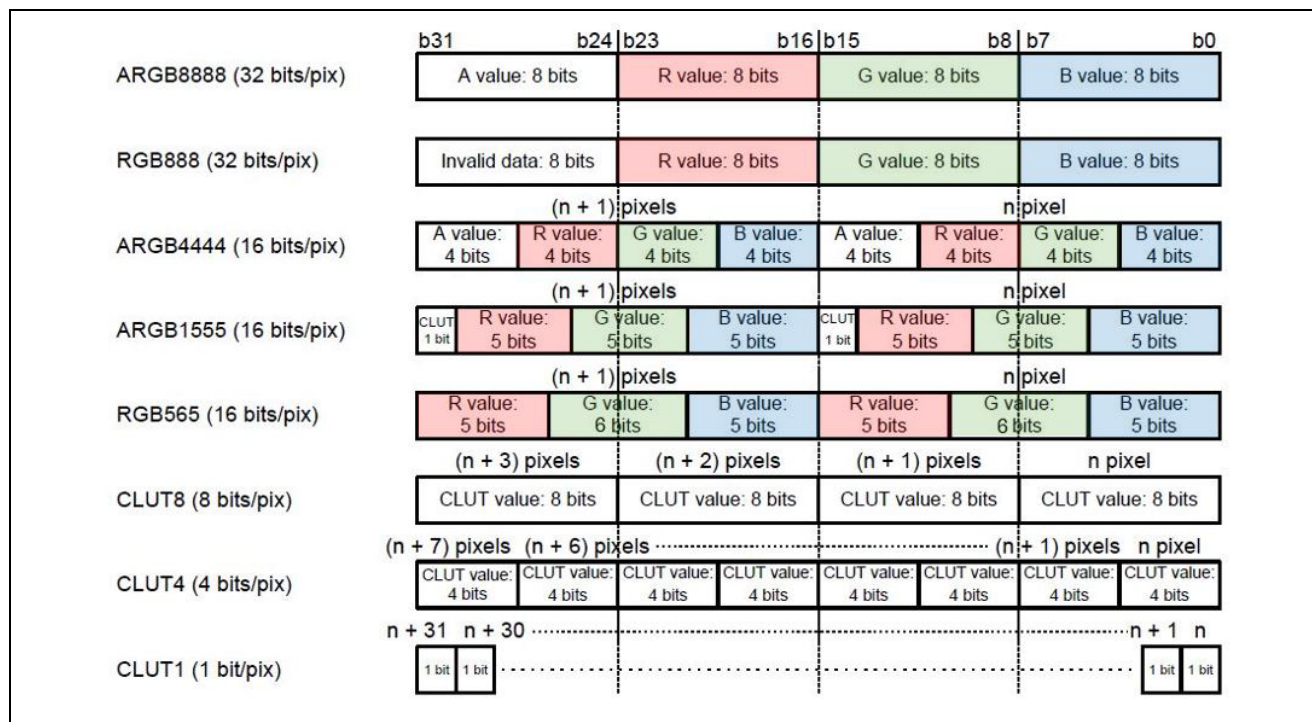 b31 b24 b23 b16 b15 b8 b7 b0
ARGB8888 (32 bits/pix) A value: 8 bits R value: 8 bits G value: 8 bits B value: 8 bits
RGB888 (32 bits/pix) Invalid data: 8 bits R value: 8 bits G value: 8 bits B value: 8 bits
(n + 1) pixels n pixel
ARGB4444 (16 bits/pix) A value: 4 bits R value: 4 bits G value: 4 bits B value: 4 bits A value: 4 bits R value: 4 bits G value: 4 bits B value: 4 bits
(n + 1) pixels n pixel
ARGB1555 (16 bits/pix) CLUT 1 bit R value: 5 bits G value: 5 bits B value: 5 bits CLUT 1 bit R value: 5 bits G value: 5 bits B value: 5 bits
(n + 1) pixels n pixel
RGB565 (16 bits/pix) R value: 5 bits G value: 6 bits B value: 5 bits R value: 5 bits G value: 6 bits B value: 5 bits
(n + 3) pixels (n + 2) pixels (n + 1) pixels n pixel
CLUT8 (8 bits/pix) CLUT value: 8 bits CLUT value: 8 bits CLUT value: 8 bits CLUT value: 8 bits
(n + 7) pixels (n + 6) pixels (n + 1) pixels n pixel
CLUT4 (4 bits/pix) CLUT value: 4 bits CLUT value: 4 bits CLUT value: 4 bits CLUT value: 4 bits CLUT value: 4 bits CLUT value: 4 bits CLUT value: 4 bits CLUT value: 4 bits
n + 31 n + 30 n + 1 n
CLUT1 (1 bit/pix) 1 bit 1 bit 1 bit 1 bit